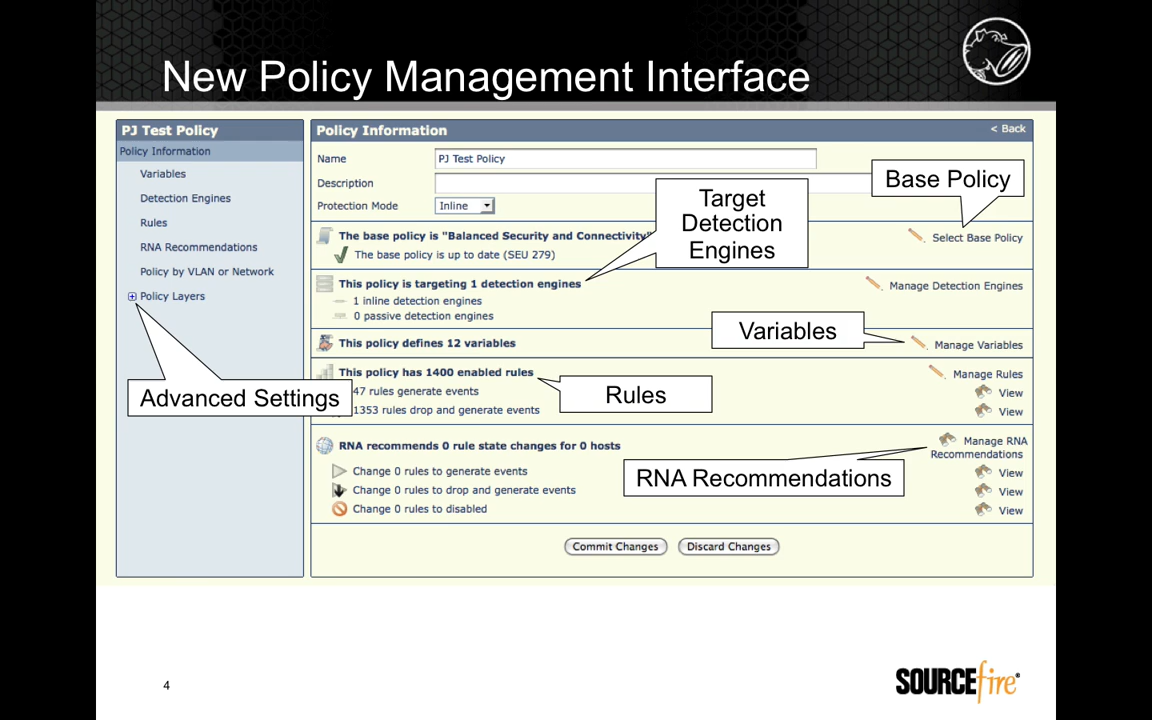 New Policy Management Interface
PJ Test Policy
Policy Information
Variables
Detection Engines
Rules
RNA Recommendations
Policy by VLAN or Network
Policy Layers
Advanced Settings
Policy Information
< Back
Name
PJ Test Policy
Description
Protection Mode
Inline
Base Policy
Target
Detection
Engines
The base policy is "Balanced Security and Connectivity"
Select Base Policy
The base policy is up to date (SEU 279)
This policy is targeting 1 detection engines
Manage Detection Engines
1 inline detection engines
0 passive detection engines
Variables
This policy defines 12 variables
Manage Variables
This policy has 1400 enabled rules
Manage Rules
47 rules generate events
View
Rules
1353 rules drop and generate events
View
RNA recommends 0 rule state changes for 0 hosts
Manage RNA
Recommendations
RNA Recommendations
Change 0 rules to generate events
View
Change 0 rules to drop and generate events
View
Change 0 rules to disabled
View
Commit Changes
Discard Changes
4
SOURCEfire®